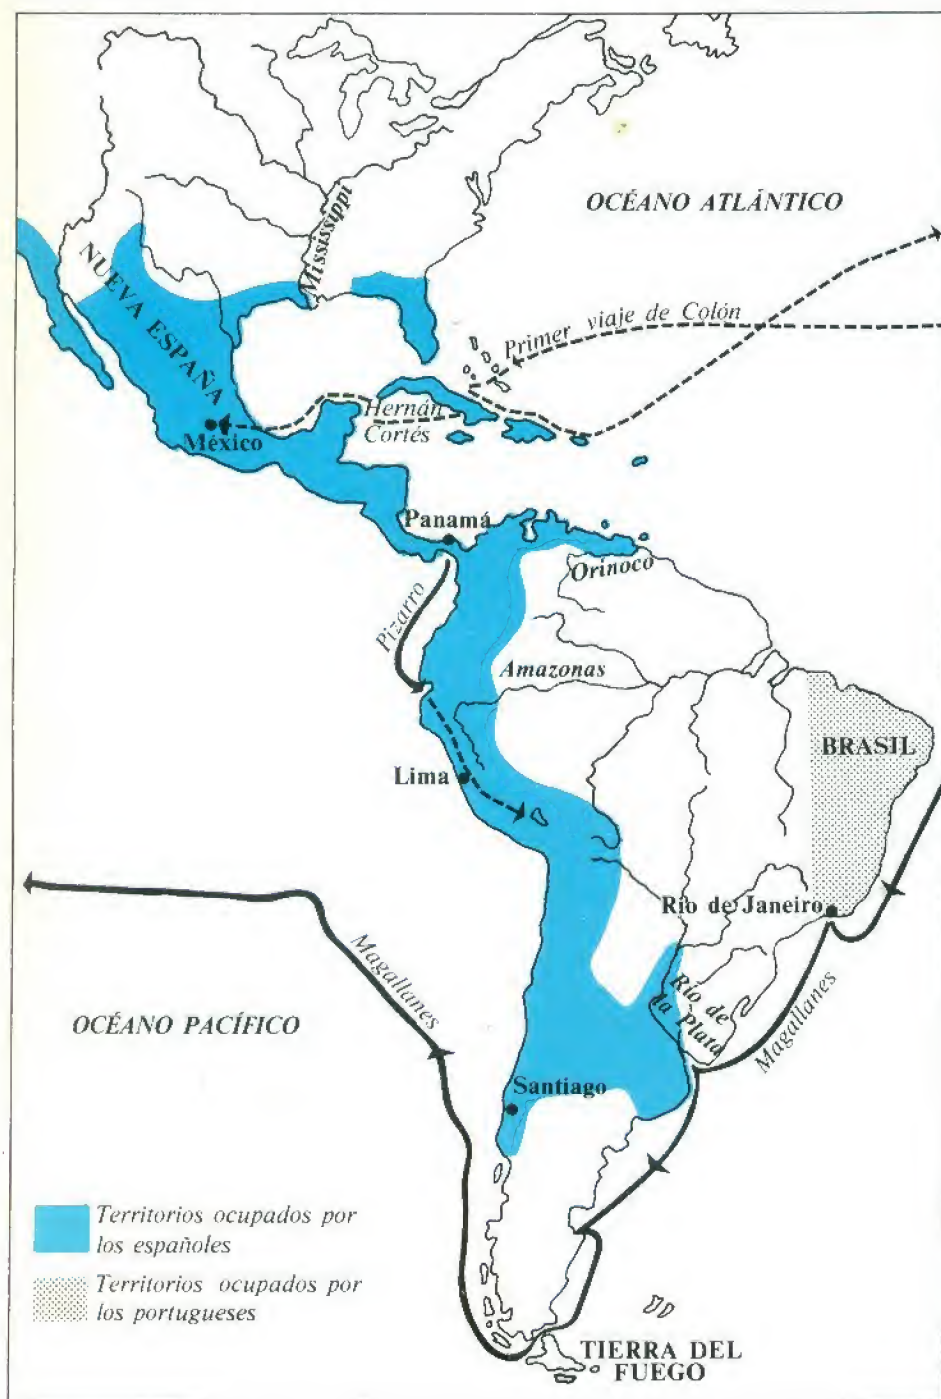 OCÉANO ATLÁNTICO
Mississippi
NUEVA ESPAÑA
Primer viaje de Colón
Hernán
Cortés
México
Panamá
Orinoco
Pizarro
Amazonas
BRASIL
Lima
Río de Janeiro
Magallanes
Río de
la Plata
Magallanes
OCÉANO PACÍFICO
Santiago
Territorios ocupados por
los españoles
Territorios ocupados por
los portugueses
TIERRA DEL
FUEGO